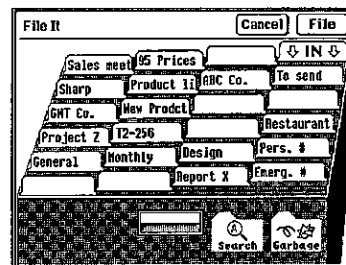 File It Cancel File
Sales meet 95 Prices ⇩ IN ⇩
Sharp Product li ABC Co. To send
GMT Co. New Prodct Restaurant
Project Z T2-256 Pers. #
General Monthly Design Emerg. #
Report X
Search Garbage